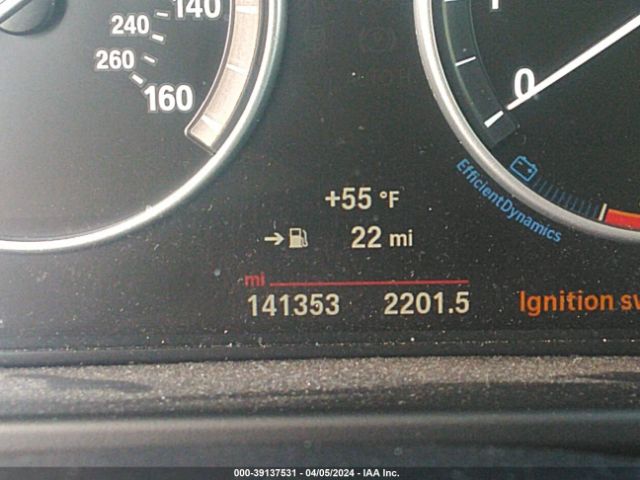 140
240
260
160
1
0
EfficientDynamics
+55 °F
→ 22 mi
mi
141353 2201.5 Ignition sw
000-39137531 - 04/05/2024 - IAA Inc.